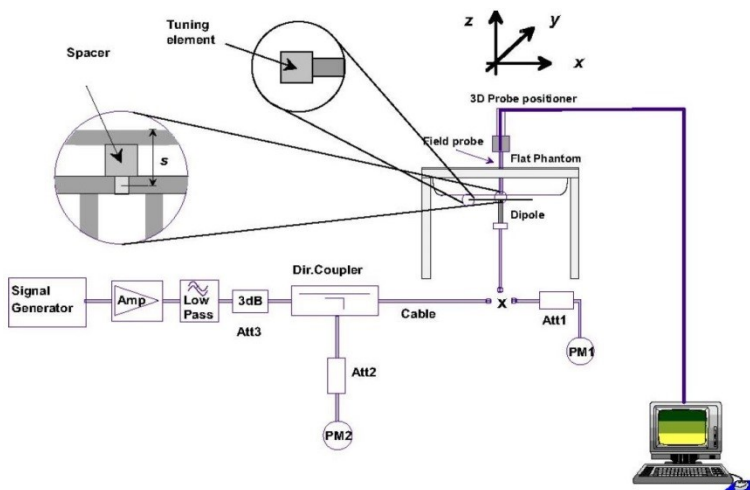 Tuning
element
Spacer
s
z
y
x
3D Probe positioner
Field probe
Flat Phantom
Dipole
Signal
Generator
Amp
Low
Pass
3dB
Att3
Dir.Coupler
Cable
x
Att1
PM1
Att2
PM2